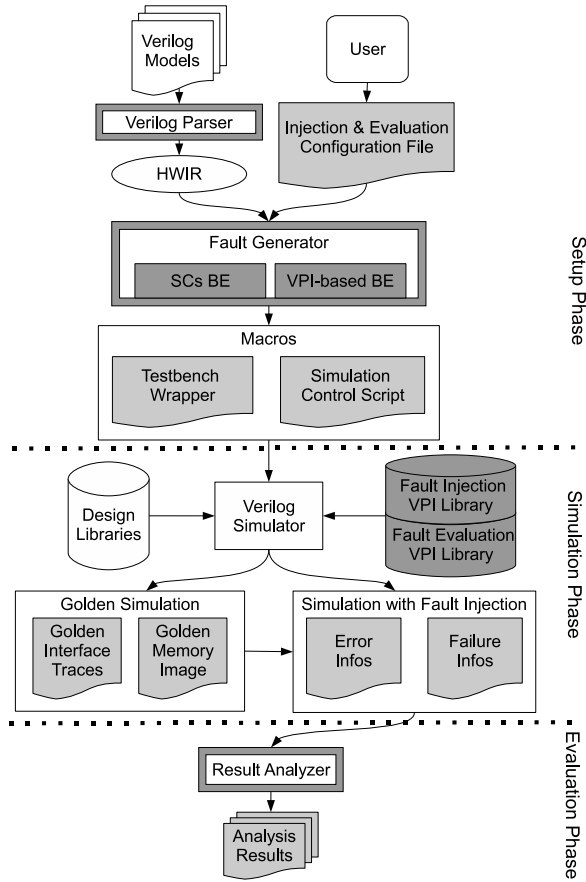 Verilog
Models
User
Verilog Parser
Injection & Evaluation
Configuration File
HWIR
Fault Generator
SCs BE
VPI-based BE
Setup Phase
Macros
Testbench
Wrapper
Simulation
Control Script
Design
Libraries
Verilog
Simulator
Fault Injection
VPI Library
Fault Evaluation
VPI Library
Simulation Phase
Golden Simulation
Golden
Interface
Traces
Golden
Memory
Image
Simulation with Fault Injection
Error
Infos
Failure
Infos
Result Analyzer
Analysis
Results
Evaluation Phase